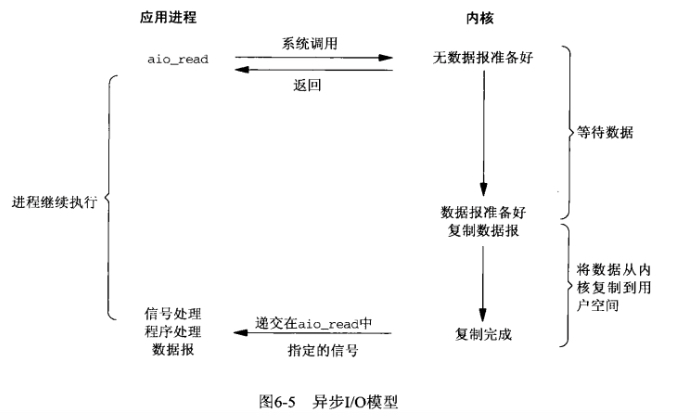 应用进程
内核
aio_read
系统调用
无数据报准备好
返回
等待数据
进程继续执行
数据报准备好
复制数据报
将数据从内
核复制到用
户空间
信号处理
程序处理
数据报
递交在aio_read中
指定的信号
复制完成
图6-5 异步I/O模型